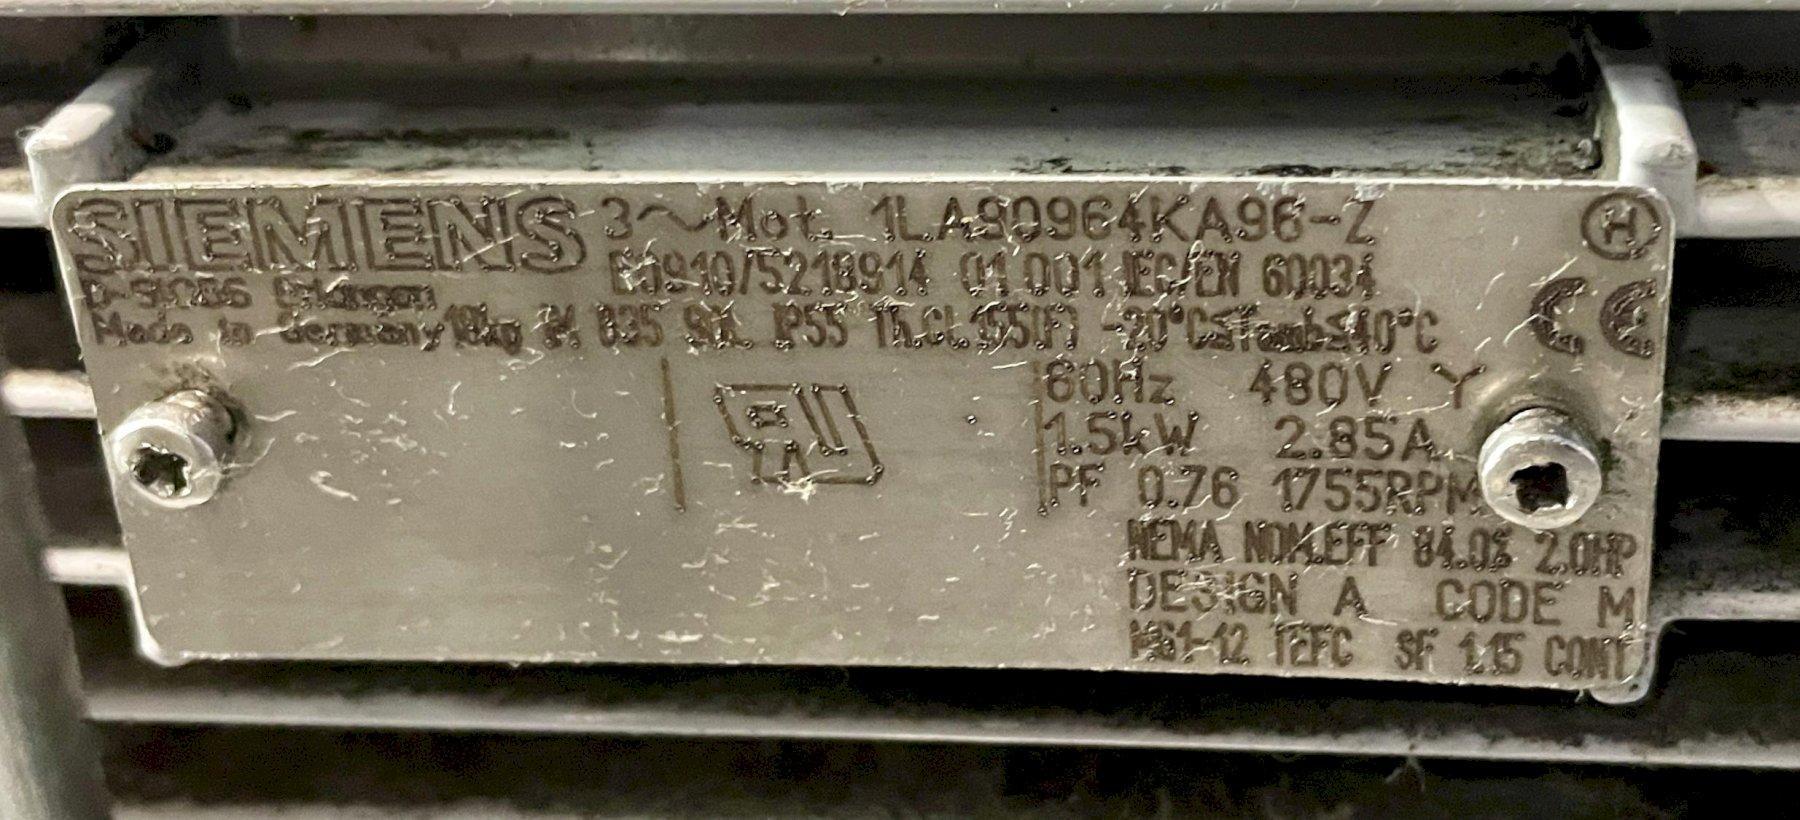 SIEMENS 3~Mot. 1LA90964KA96-Z H
D-91056 Erlangen E0910/5218914 01 001 IEC/EN 60034
Made in Germany 18kg IM B35 90L IP55 Th.Cl.155(F) -20°C≤Tamb≤40°C CE
60Hz 480V Y
1.5kW 2.85A
PF 0.76 1755RPM
NEMA NOM.EFF 84.0% 2.0HP
DESIGN A CODE M
MG1-12 TEFC SF 1.15 CONT